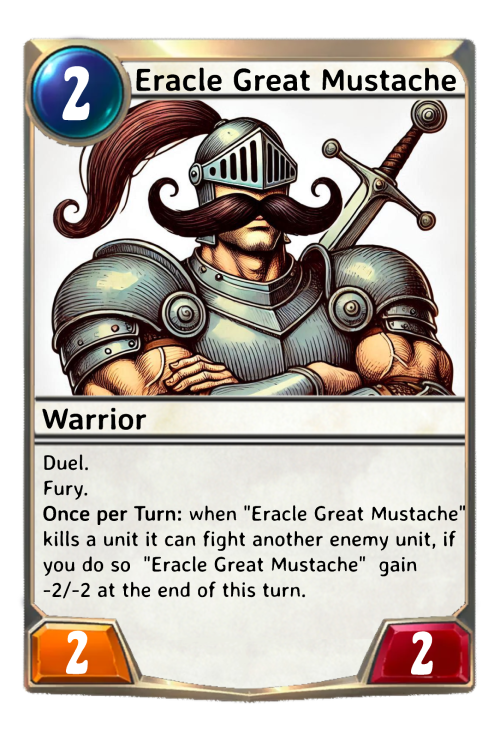 2
Eracle Great Mustache
Warrior
Duel.
Fury.
Once per Turn: when "Eracle Great Mustache"
kills a unit it can fight another enemy unit, if
you do so "Eracle Great Mustache" gain
-2/-2 at the end of this turn.
2
2